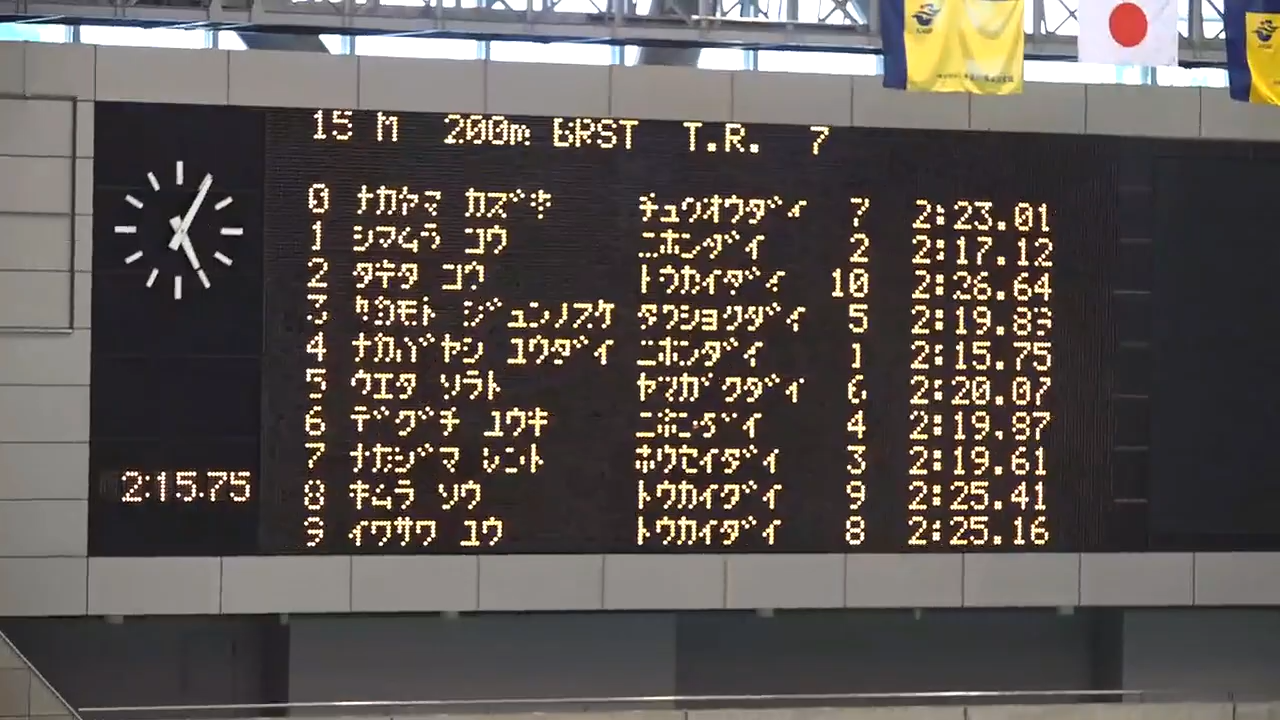 15 M 200m BRST T.R. 7
0 ナカヤマ カズキ チュウオウダイ 7 2:23.01
1 シマムラ コウ ニホンダイ 2 2:17.12
2 タキタ コウ トウカイダイ 10 2:26.64
3 ジュンノスケ タクショクダイ 5 2:19.83
4 ナカバヤシ ユウダイ ニホンダイ 1 2:15.75
5 ウエダ ソラト ヤマガクダイ 6 2:20.07
6 デグチ ユウキ ニホンダイ 4 2:19.87
7 ナカジマ レント ホウセイダイ 3 2:19.61
8 キムラ ソウ トウカイダイ 9 2:25.41
9 イワサワ ユウ トウカイダイ 8 2:25.16
2:15.75